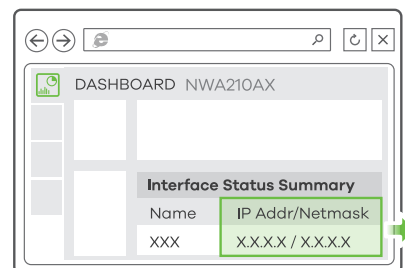 DASHBOARD NWA210AX
Interface Status Summary
Name IP Addr/Netmask
XXX X.X.X.X / X.X.X.X